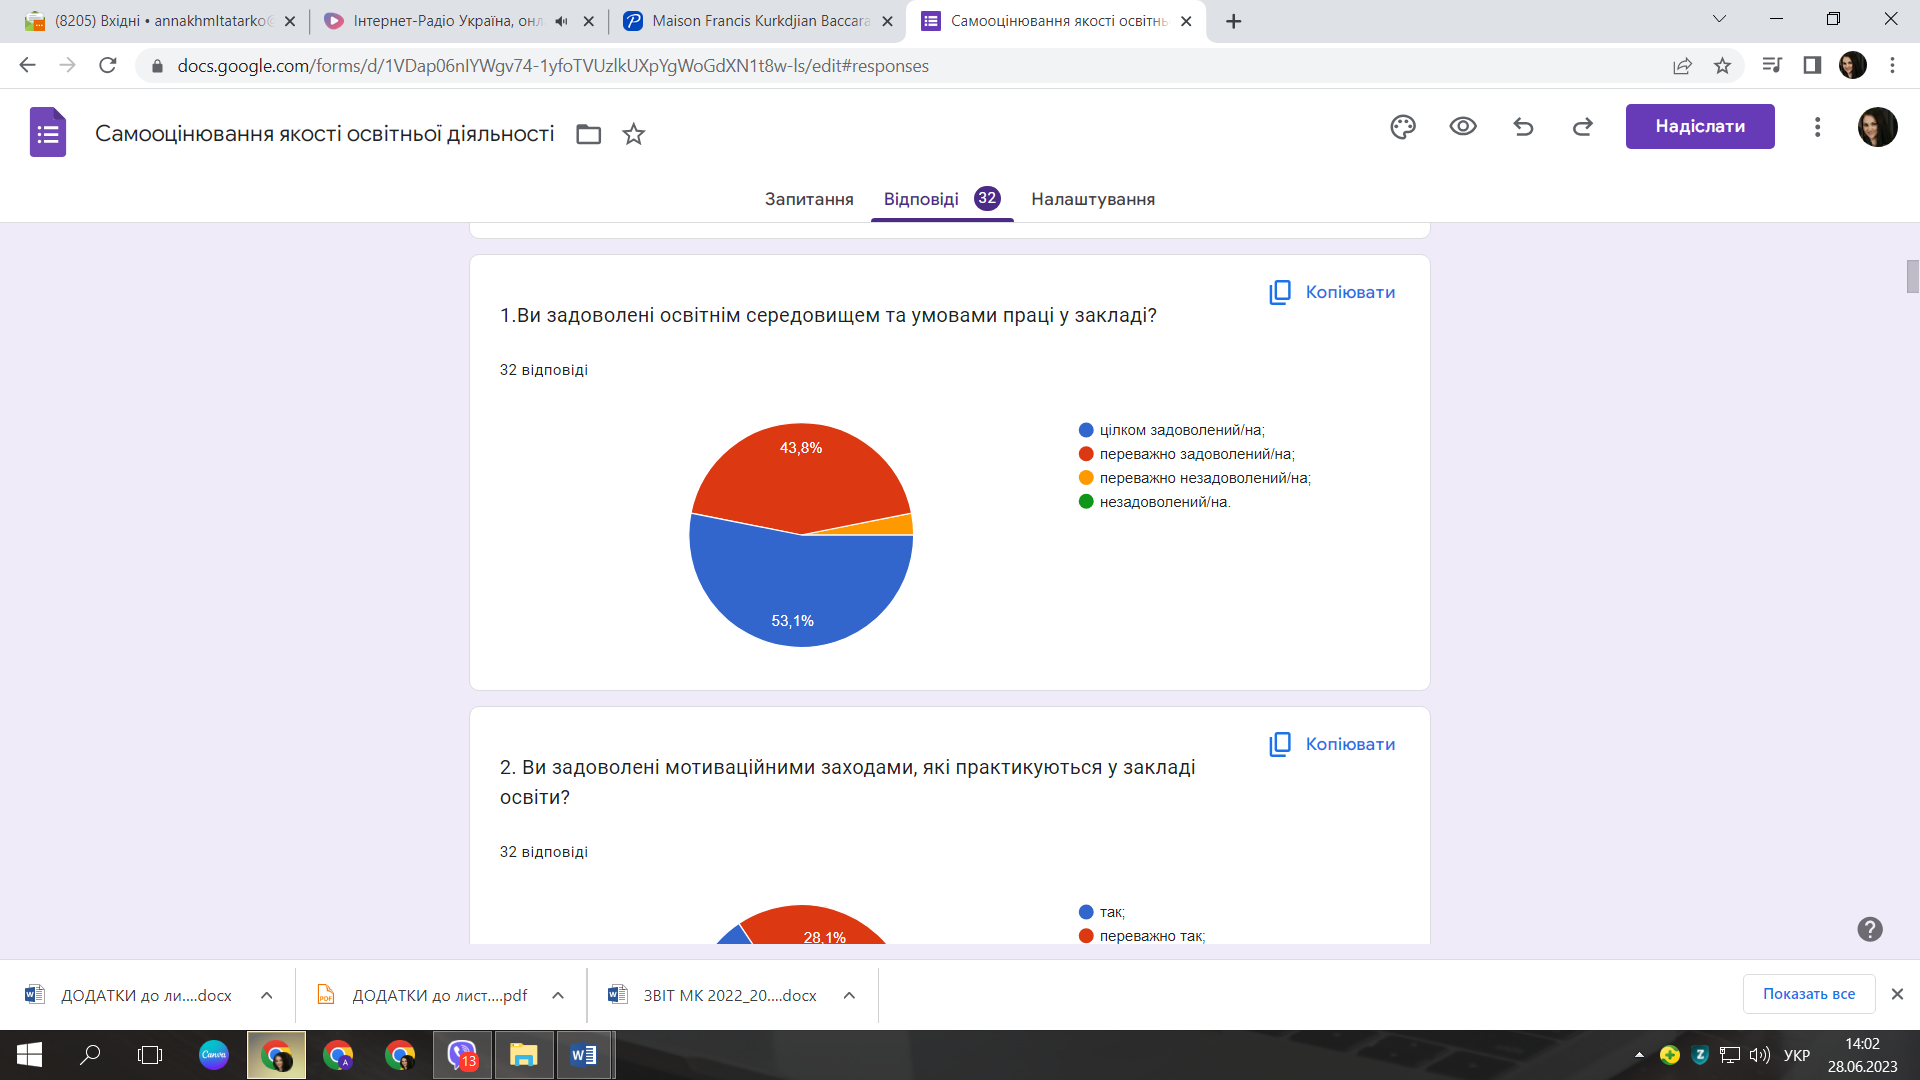 (8205) Вхідні • annakhmltatarko@
Інтернет-Радіо Україна, онл
Maison Francis Kurkdjian Baccara
Самооцінювання якості освітнь
docs.google.com/forms/d/1VDap06nIYWgv74-1yfoTVUzlkUXpYgWoGdXN1t8w-ls/edit#responses
Самооцінювання якості освітньої діяльності
Надіслати
Запитання
Відповіді 32
Налаштування
Копіювати
1.Ви задоволені освітнім середовищем та умовами праці у закладі?
32 відповіді
43,8%
53,1%
цілком задоволений/на;
переважно задоволений/на;
переважно незадоволений/на;
незадоволений/на.
Копіювати
2. Ви задоволені мотиваційними заходами, які практикуються у закладі
освіти?
32 відповіді
28,1%
так;
переважно так;
ДОДАТКИ до ли....docx
ДОДАТКИ до лист....pdf
ЗВІТ МК 2022_20....docx
Показать все
Canva
A
13
УКР
14:02
28.06.2023